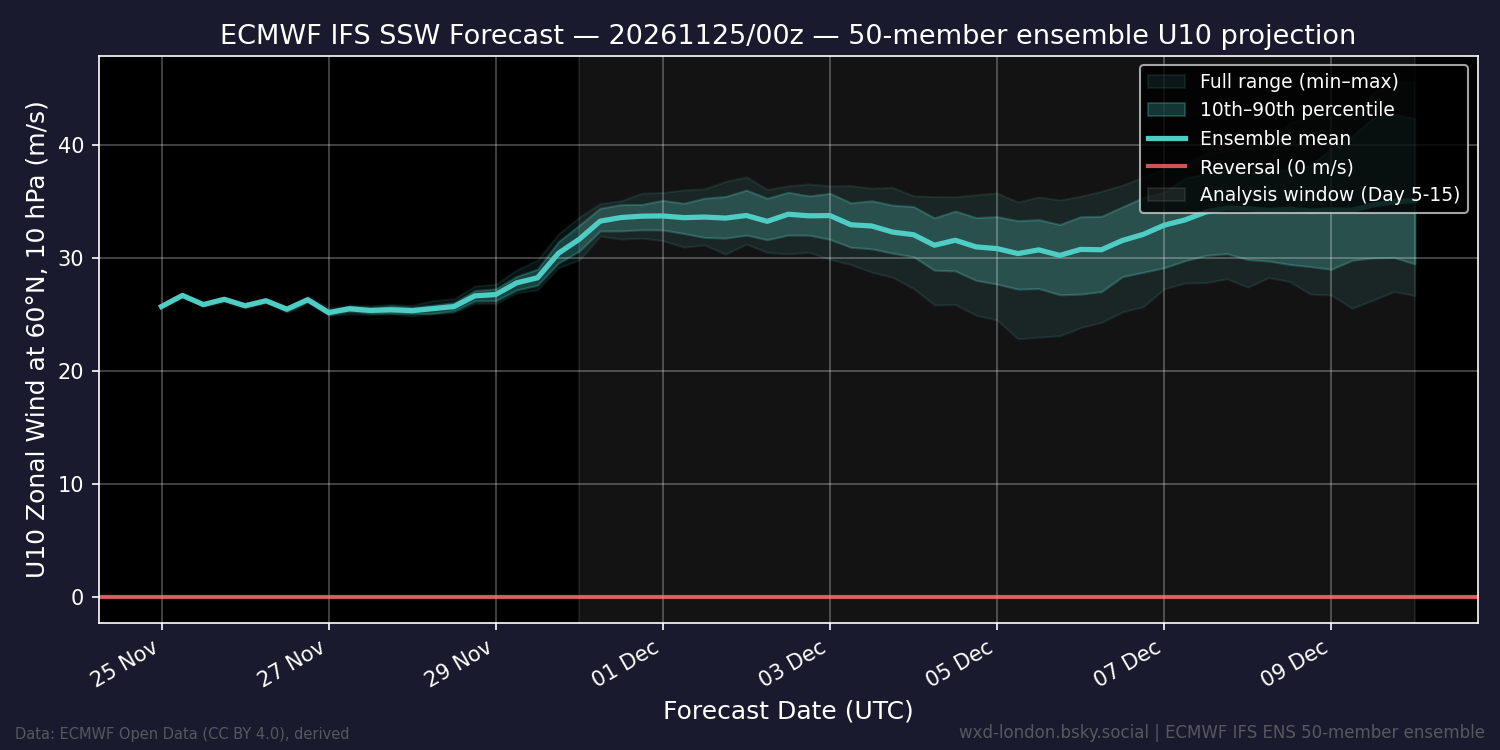 ECMWF IFS SSW Forecast — 20261125/00z — 50-member ensemble U10 projection
U10 Zonal Wind at 60°N, 10 hPa (m/s)
40
30
20
10
0
Full range (min–max)
10th–90th percentile
Ensemble mean
Reversal (0 m/s)
Analysis window (Day 5-15)
25 Nov
27 Nov
29 Nov
01 Dec
03 Dec
05 Dec
07 Dec
09 Dec
Forecast Date (UTC)
Data: ECMWF Open Data (CC BY 4.0), derived
wxd-london.bsky.social | ECMWF IFS ENS 50-member ensemble